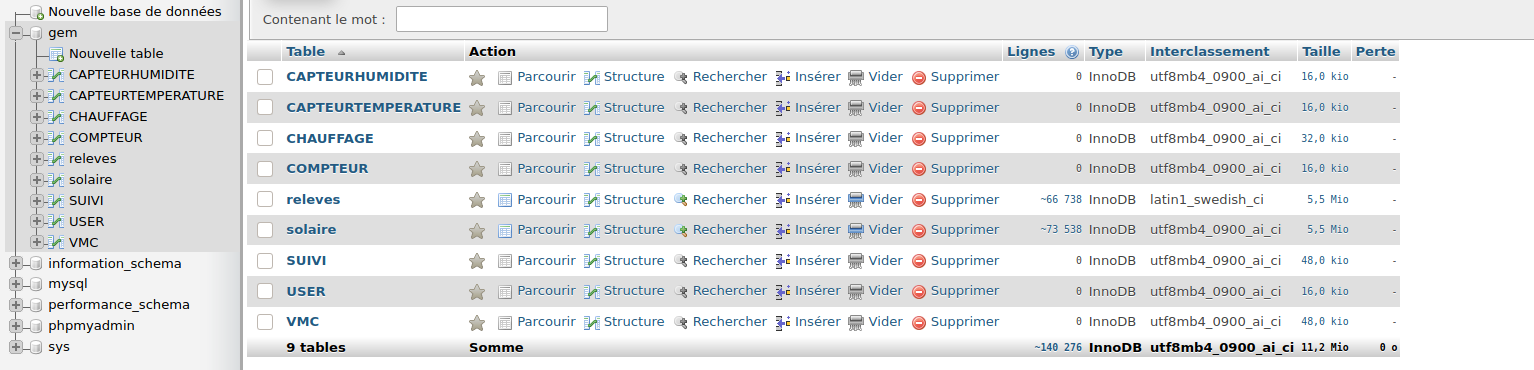 Nouvelle base de données
gem
Nouvelle table
CAPTEURHUMIDITE
CAPTEURTEMPERATURE
CHAUFFAGE
COMPTEUR
releves
solaire
SUIVI
USER
VMC
information_schema
mysql
performance_schema
phpmyadmin
sys
Contenant le mot :
Table Action Lignes Type Interclassement Taille Perte
CAPTEURHUMIDITE Parcourir Structure Rechercher Insérer Vider Supprimer 0 InnoDB utf8mb4_0900_ai_ci 16,0 kio -
CAPTEURTEMPERATURE Parcourir Structure Rechercher Insérer Vider Supprimer 0 InnoDB utf8mb4_0900_ai_ci 16,0 kio -
CHAUFFAGE Parcourir Structure Rechercher Insérer Vider Supprimer 0 InnoDB utf8mb4_0900_ai_ci 32,0 kio -
COMPTEUR Parcourir Structure Rechercher Insérer Vider Supprimer 0 InnoDB utf8mb4_0900_ai_ci 16,0 kio -
releves Parcourir Structure Rechercher Insérer Vider Supprimer ~66 738 InnoDB latin1_swedish_ci 5,5 Mio -
solaire Parcourir Structure Rechercher Insérer Vider Supprimer ~73 538 InnoDB utf8mb4_0900_ai_ci 5,5 Mio -
SUIVI Parcourir Structure Rechercher Insérer Vider Supprimer 0 InnoDB utf8mb4_0900_ai_ci 48,0 kio -
USER Parcourir Structure Rechercher Insérer Vider Supprimer 0 InnoDB utf8mb4_0900_ai_ci 16,0 kio -
VMC Parcourir Structure Rechercher Insérer Vider Supprimer 0 InnoDB utf8mb4_0900_ai_ci 48,0 kio -
9 tables Somme ~140 276 InnoDB utf8mb4_0900_ai_ci 11,2 Mio 0 o